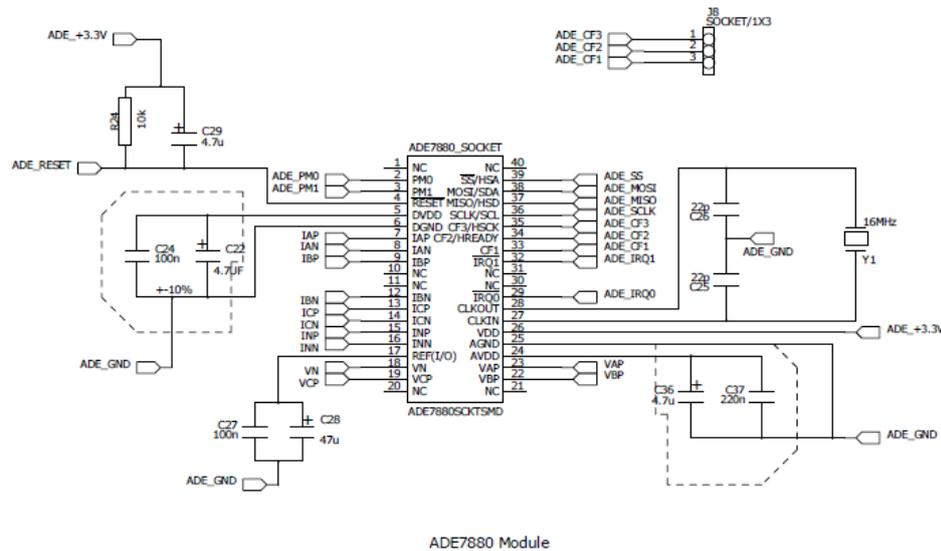 J8
SOCKET/1X3
ADE_CF3 1
ADE_CF2 2
ADE_CF1 3
ADE_+3.3V
R24
10k
C29
4.7u
ADE_RESET
ADE7880_SOCKET
1 NC NC 40
ADE_PM0 2 PM0 SS/HSA 39 ADE_SS
ADE_PM1 3 PM1 MOSI/SDA 38 ADE_MOSI
4 RESET MISO/HSD 37 ADE_MISO
5 DVDD SCLK/SCL 36 ADE_SCLK
6 DGND CF3/HSCK 35 ADE_CF3
IAP 7 IAP CF2/HREADY 34 ADE_CF2
IAN 8 IAN CF1 33 ADE_CF1
IBP 9 IBP IRQ1 32 ADE_IRQ1
10 NC NC 31
11 NC NC 30
IBN 12 IBN IRQ0 29 ADE_IRQ0
ICP 13 ICP CLKOUT 28
ICN 14 ICN CLKIN 27
INP 15 INP VDD 26 ADE_+3.3V
INN 16 INN AGND 25
17 REF(I/O) AVDD 24
VN 18 VN VAP 23 VAP
VCP 19 VCP VBP 22 VBP
20 NC NC 21
ADE7880SCKTSMD
C24
100n
C22
4.7UF
+-10%
ADE_GND
22p
C26
ADE_GND
22p
C25
16MHz
Y1
C36
4.7u
C37
220n
ADE_GND
C27
100n
C28
47u
ADE_GND
ADE7880 Module